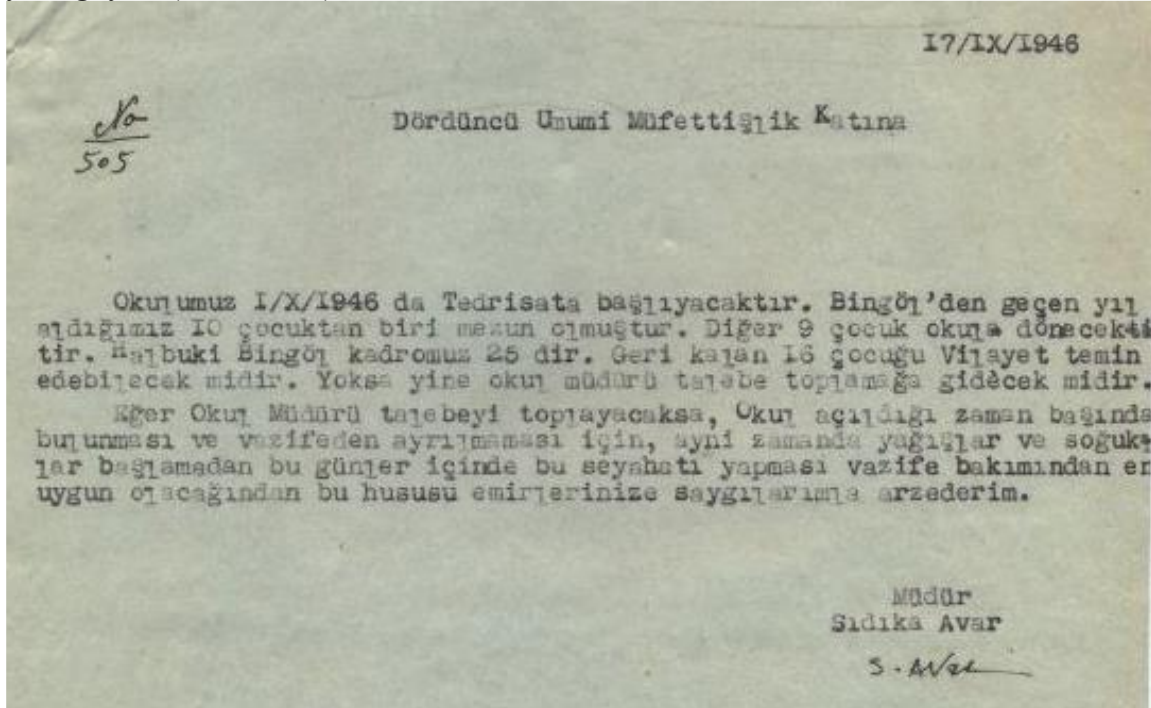 17/IX/1946
No
505
Dördüncü Umumi Müfettişlik Katına
Okulumuz I/X/1946 da Tedrisata başlıyacaktır. Bingöl'den geçen yıl
aldığımız IO çocuktan biri mezun olmuştur. Diğer 9 çocuk okula dönecekti
tir. Halbuki Bingöl kadromuz 25 dir. Geri kalan I6 çocuğu Vilayet temin
edebilecek midir. Yoksa yine okul müdürü talebe toplamağa gidecek midir.
Eğer Okul Müdürü talebeyi toplayacaksa, Okul açıldığı zaman başında
bulunması ve vazifeden ayrılmaması için, ayni zamanda yağışlar ve soğuk
lar başlamadan bu günler içinde bu seyahatı yapması vazife bakımından en
uygun olacağından bu hususu emirlerinize saygılarımla arzederim.
Müdür
Sıdıka Avar
S. Avar